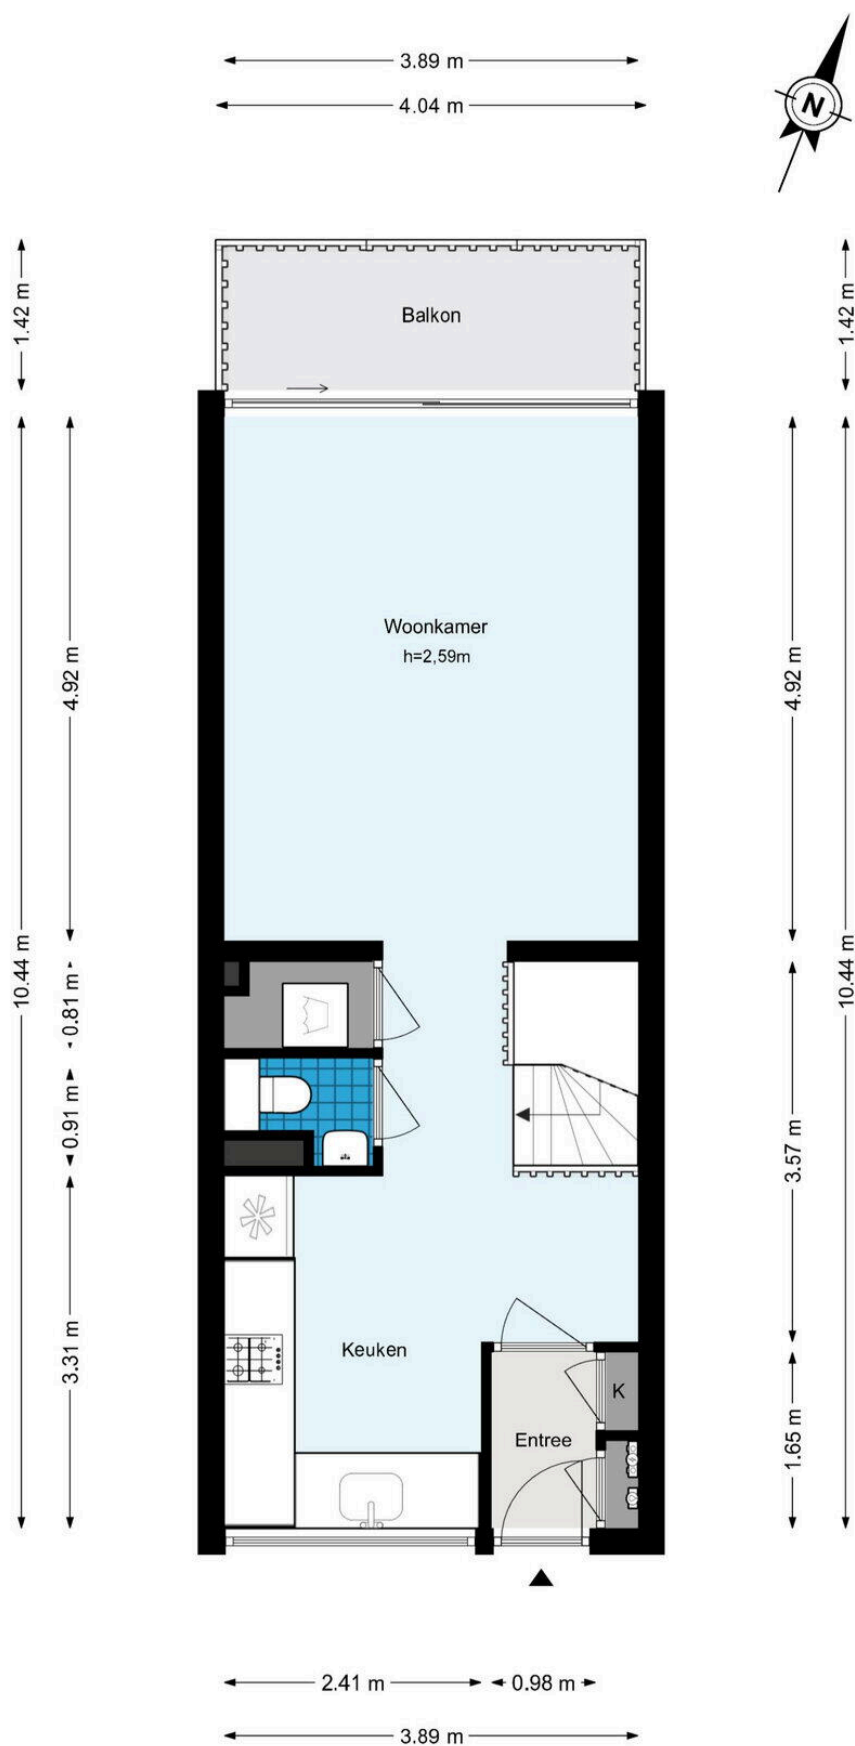 3.89 m
4.04 m
N
1.42 m
1.42 m
Balkon
4.92 m
4.92 m
Woonkamer
h=2,59m
10.44 m
10.44 m
0.81 m
0.91 m
3.57 m
3.31 m
Keuken
K
Entree
1.65 m
2.41 m
0.98 m
3.89 m